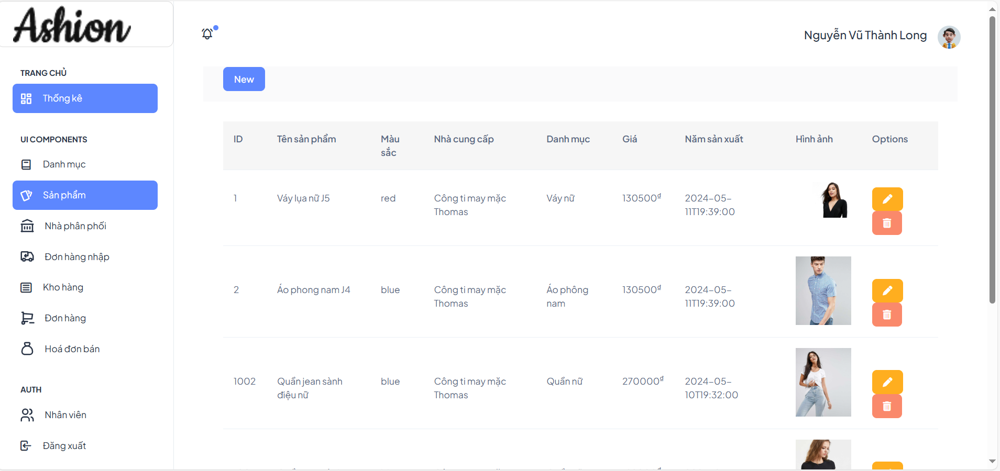 Ashion
Nguyễn Vũ Thành Long
TRANG CHỦ
Thống kê
UI COMPONENTS
Danh mục
Sản phẩm
Nhà phân phối
Đơn hàng nhập
Kho hàng
Đơn hàng
Hoá đơn bán
AUTH
Nhân viên
Đăng xuất
New
ID Tên sản phẩm Màu sắc Nhà cung cấp Danh mục Giá Năm sản xuất Hình ảnh Options
1 Váy lụa nữ J5 red Công ti may mặc Thomas Váy nữ 130500₫ 2024-05-11T19:39:00
2 Áo phong nam J4 blue Công ti may mặc Thomas Áo phông nam 130500₫ 2024-05-11T19:39:00
1002 Quần jean sành điệu nữ blue Công ti may mặc Thomas Quần nữ 270000₫ 2024-05-10T19:32:00